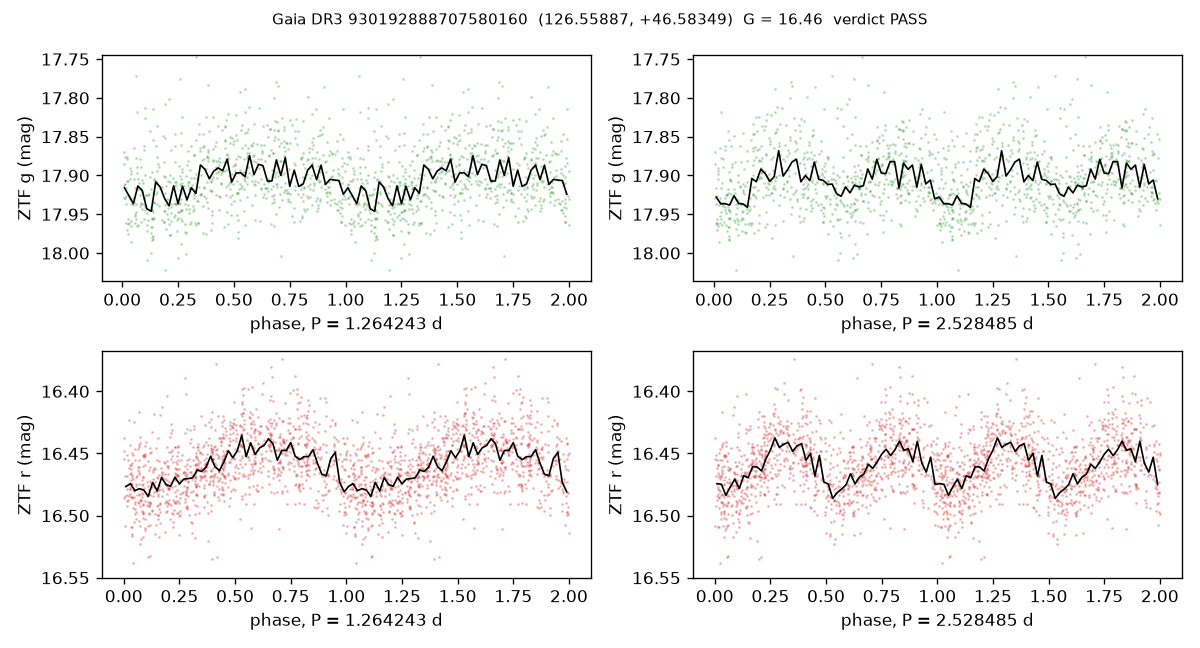 Gaia DR3 930192888707580160 (126.55887, +46.58349) G = 16.46 verdict PASS
17.75
17.80
17.85
17.90
17.95
18.00
ZTF g (mag)
0.00 0.25 0.50 0.75 1.00 1.25 1.50 1.75 2.00
phase, P = 1.264243 d
17.75
17.80
17.85
17.90
17.95
18.00
ZTF g (mag)
0.00 0.25 0.50 0.75 1.00 1.25 1.50 1.75 2.00
phase, P = 2.528485 d
16.40
16.45
16.50
16.55
ZTF r (mag)
0.00 0.25 0.50 0.75 1.00 1.25 1.50 1.75 2.00
phase, P = 1.264243 d
16.40
16.45
16.50
16.55
ZTF r (mag)
0.00 0.25 0.50 0.75 1.00 1.25 1.50 1.75 2.00
phase, P = 2.528485 d